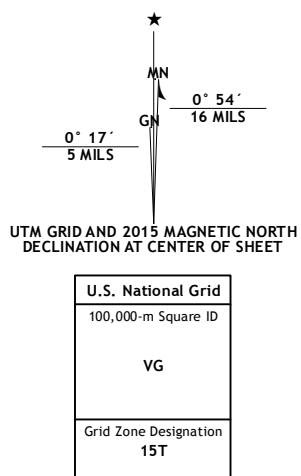 ★
MN
0° 54´
16 MILS
GN
0° 17´
5 MILS
UTM GRID AND 2015 MAGNETIC NORTH
DECLINATION AT CENTER OF SHEET
U.S. National Grid
100,000-m Square ID
VG
Grid Zone Designation
15T